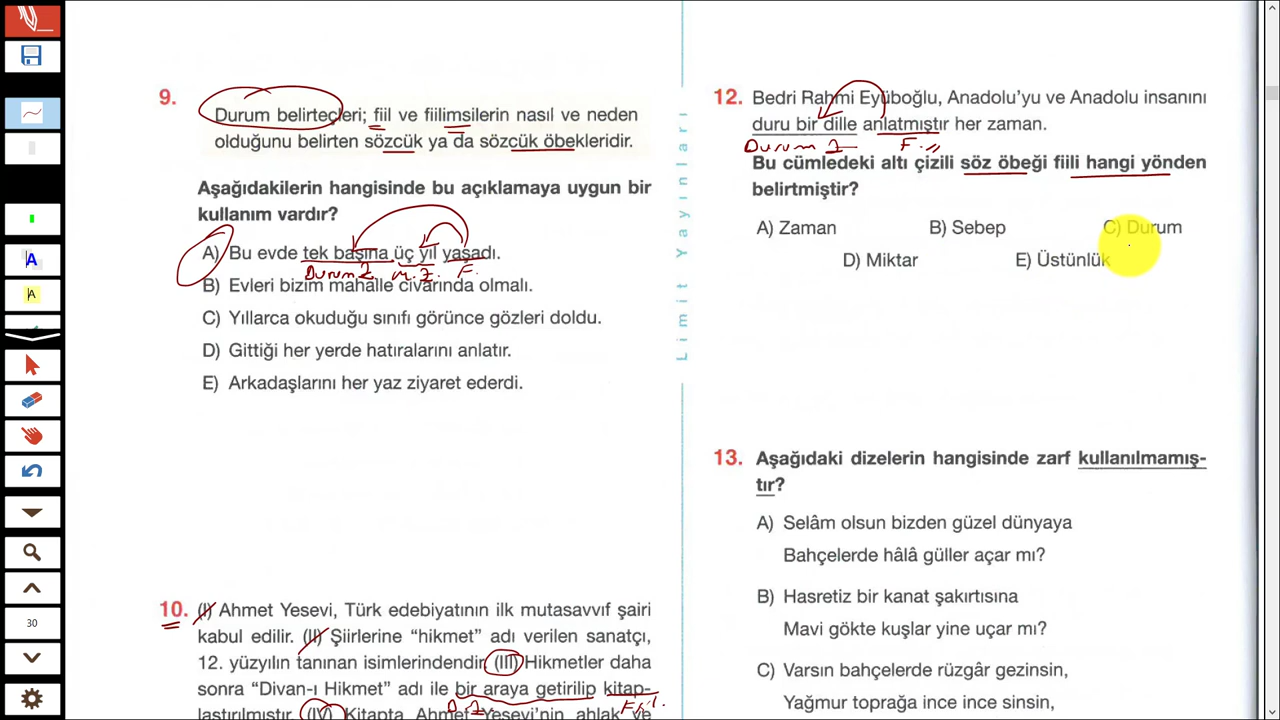 9.
Durum belirteçleri; fiil ve fiilimsilerin nasıl ve neden
olduğunu belirten sözcük ya da sözcük öbekleridir.
Aşağıdakilerin hangisinde bu açıklamaya uygun bir
kullanım vardır?
A) Bu evde tek başına üç yıl yaşadı.
Durum Z. m. Z. F.
B) Evleri bizim mahalle civarında olmalı.
C) Yıllarca okuduğu sınıfı görünce gözleri doldu.
D) Gittiği her yerde hatıralarını anlatır.
E) Arkadaşlarını her yaz ziyaret ederdi.
10. (I) Ahmet Yesevi, Türk edebiyatının ilk mutasavvıf şairi
kabul edilir. (II) Şiirlerine “hikmet” adı verilen sanatçı,
12. yüzyılın tanınan isimlerindendir. (III) Hikmetler daha
sonra “Divan-ı Hikmet” adı ile bir araya getirilip kitap-
laştırılmıştır. (IV) Kitapta Ahmet Yesevi’nin ahlak ve
Limit Yayınları
12. Bedri Rahmi Eyüboğlu, Anadolu’yu ve Anadolu insanını
duru bir dille anlatmıştır her zaman.
Durum Z F.
Bu cümledeki altı çizili söz öbeği fiili hangi yönden
belirtmiştir?
A) Zaman B) Sebep C) Durum
D) Miktar E) Üstünlük
13. Aşağıdaki dizelerin hangisinde zarf kullanılmamış-
tır?
A) Selâm olsun bizden güzel dünyaya
Bahçelerde hâlâ güller açar mı?
B) Hasretiz bir kanat şakırtısına
Mavi gökte kuşlar yine uçar mı?
C) Varsın bahçelerde rüzgâr gezinsin,
Yağmur toprağa ince ince sinsin,
A
A
30